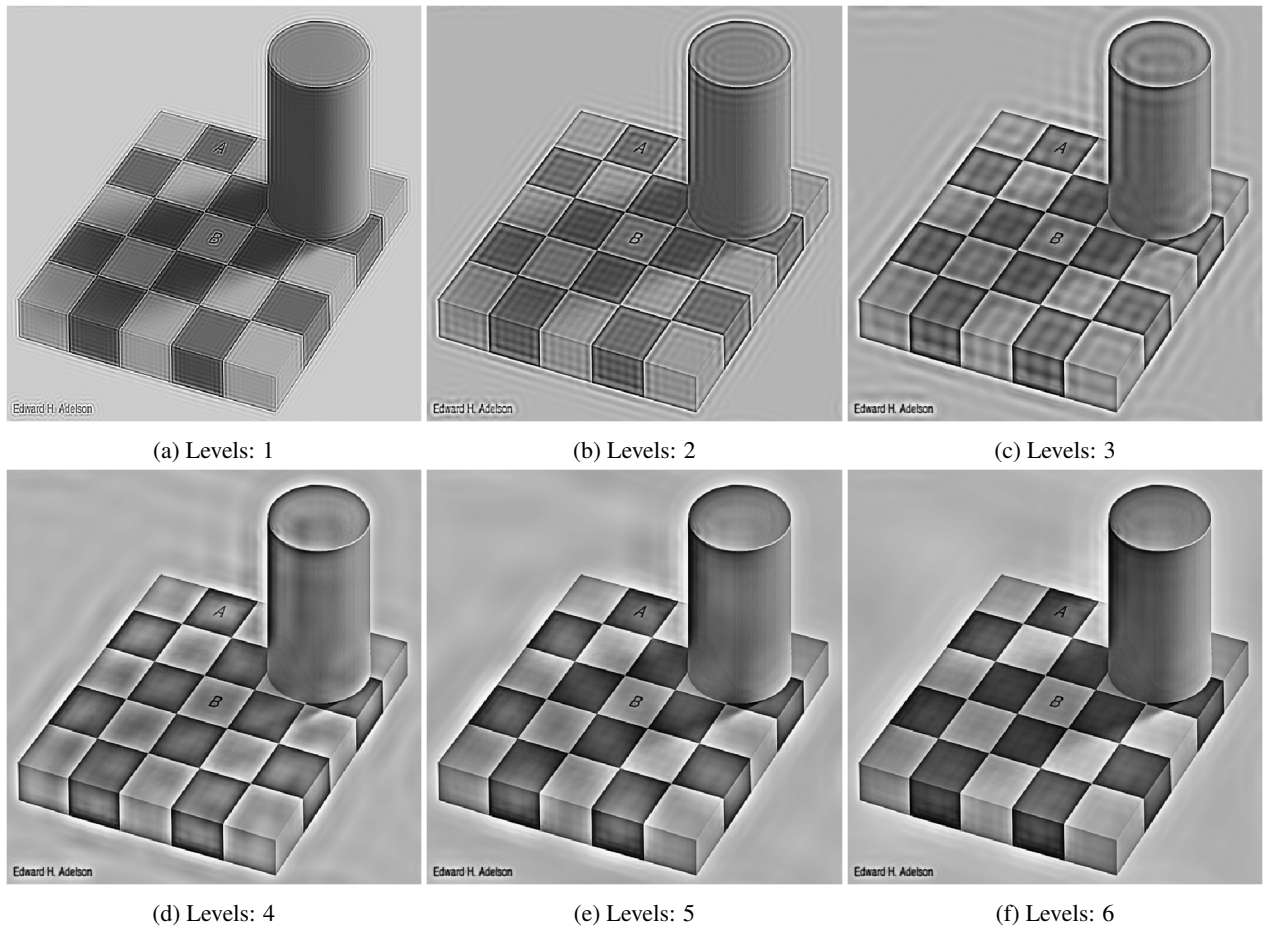 A
B
Edward H. Adelson
A
B
Edward H. Adelson
A
B
Edward H. Adelson
(a) Levels: 1
(b) Levels: 2
(c) Levels: 3
A
B
Edward H. Adelson
A
B
Edward H. Adelson
A
B
Edward H. Adelson
(d) Levels: 4
(e) Levels: 5
(f) Levels: 6